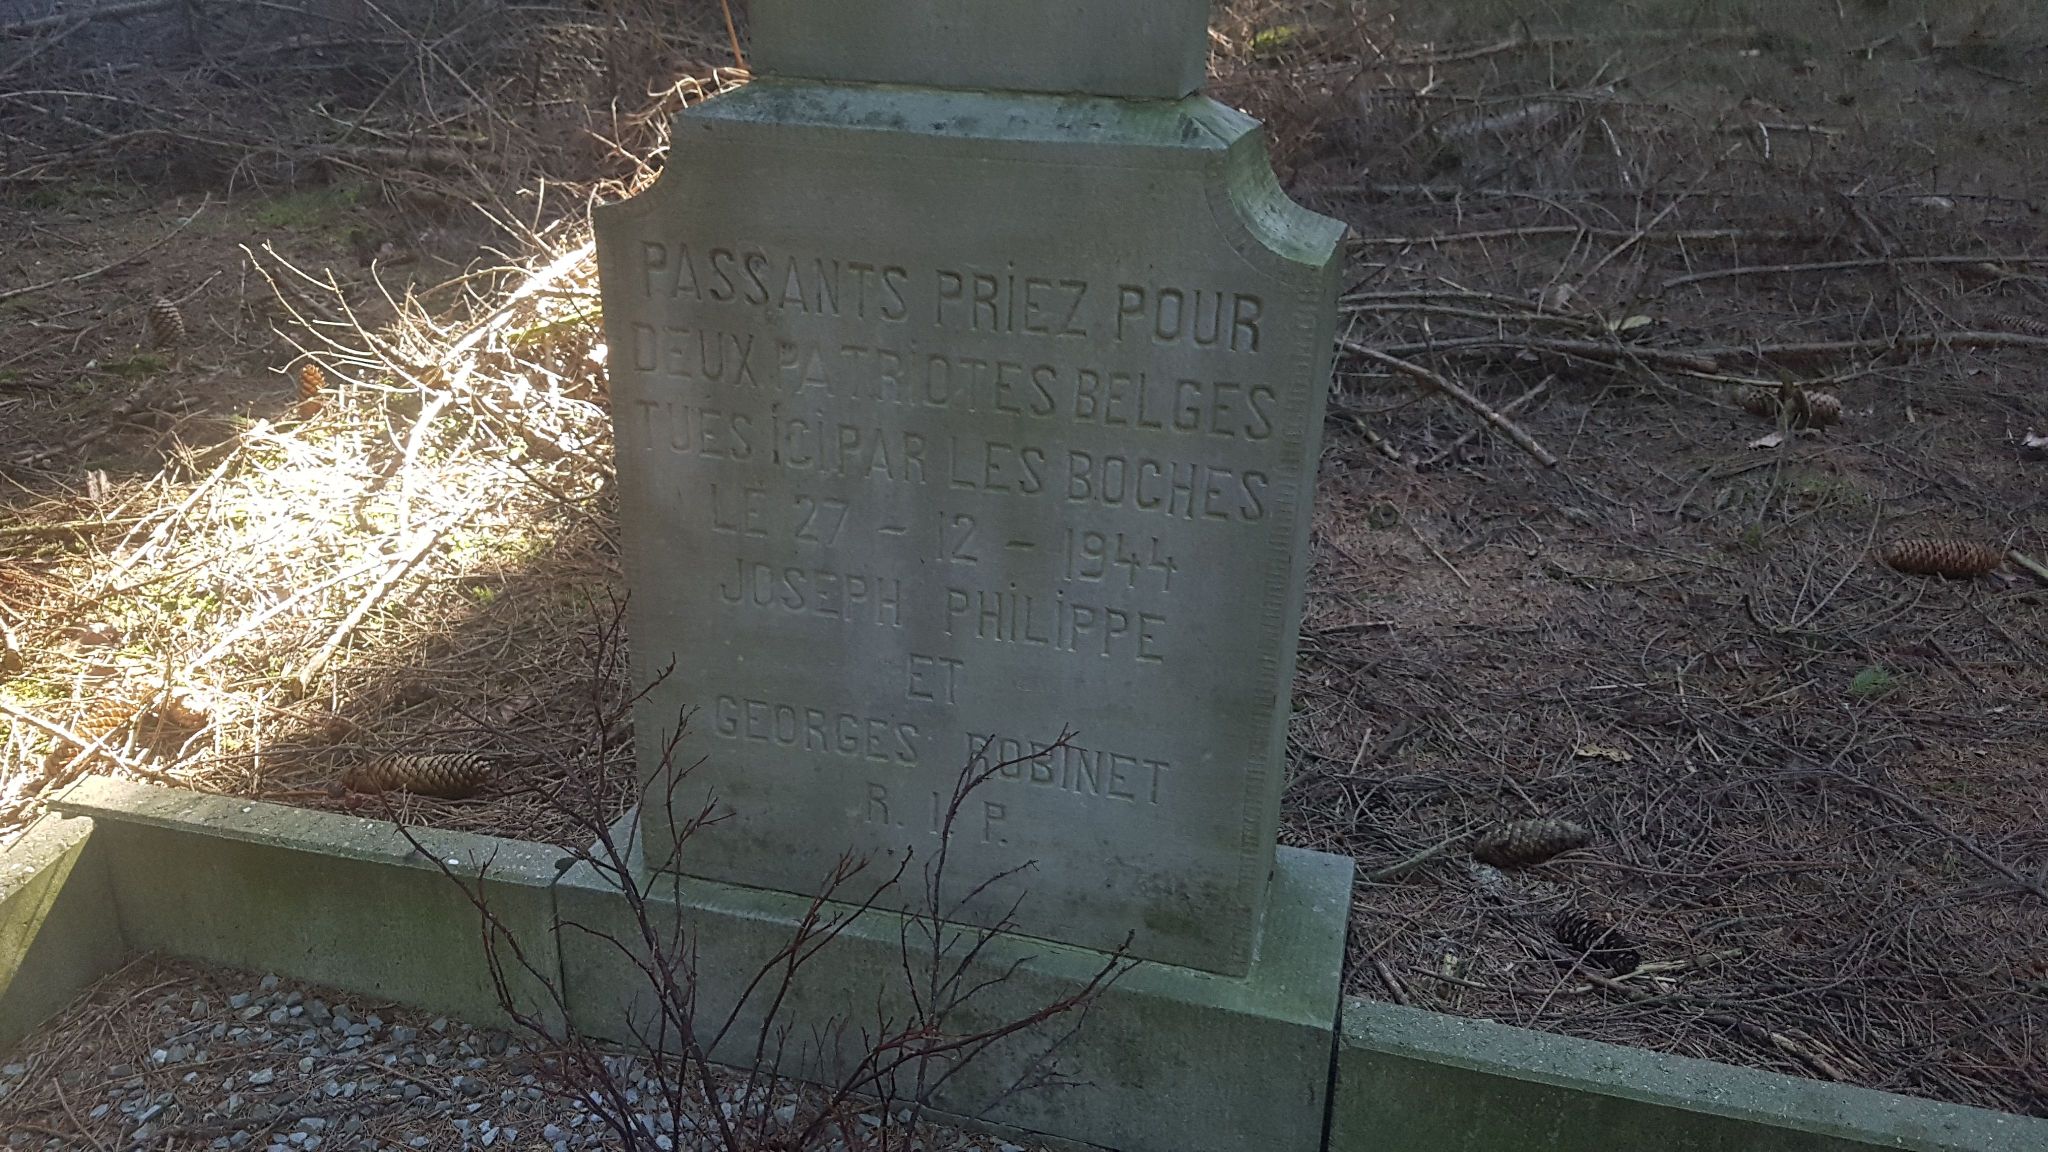 PASSANTS PRiEZ POUR
DEUX PATRiOTES BELGES
TUES iCi PAR LES BOCHES
LE 27 - 12 - 1944
JOSEPH PHiLiPPE
ET
GEORGES ROBINET
R. I. P.